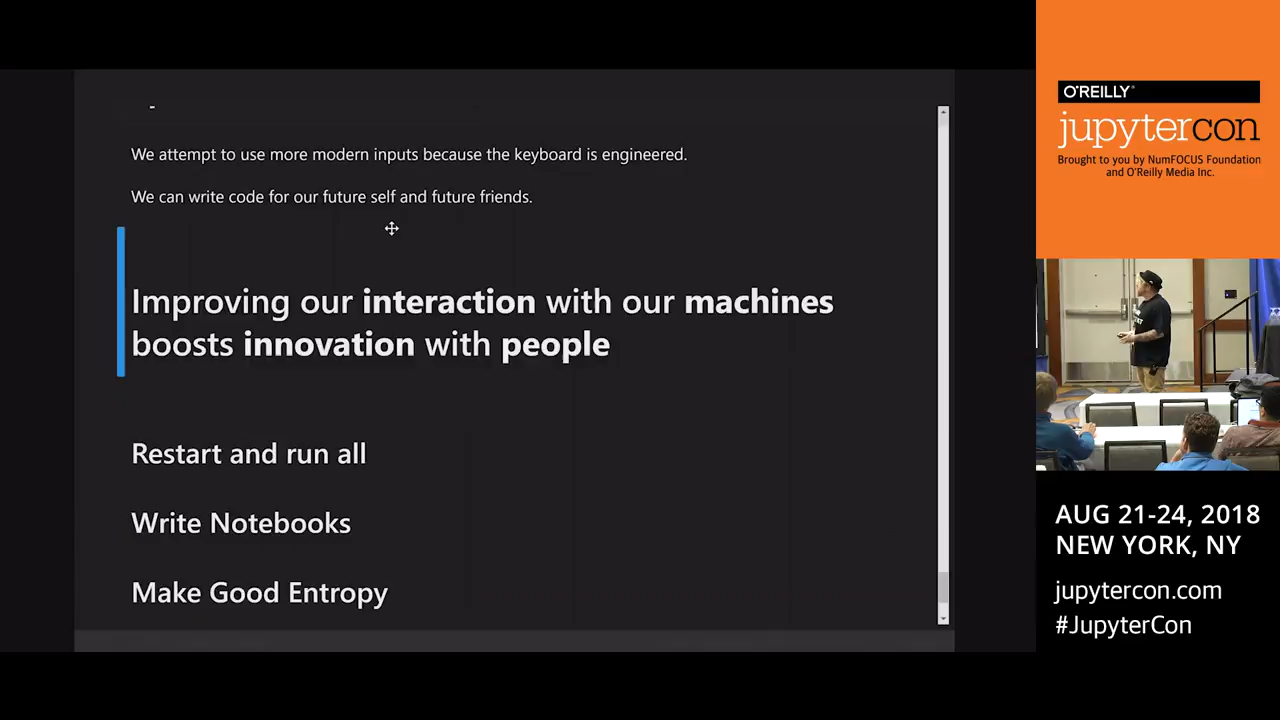 We attempt to use more modern inputs because the keyboard is engineered.
We can write code for our future self and future friends.
Improving our interaction with our machines
boosts innovation with people
Restart and run all
Write Notebooks
Make Good Entropy
O'REILLY®
jupytercon
Brought to you by NumFOCUS Foundation
and O'Reilly Media Inc.
AUG 21-24, 2018
NEW YORK, NY
jupytercon.com
#JupyterCon